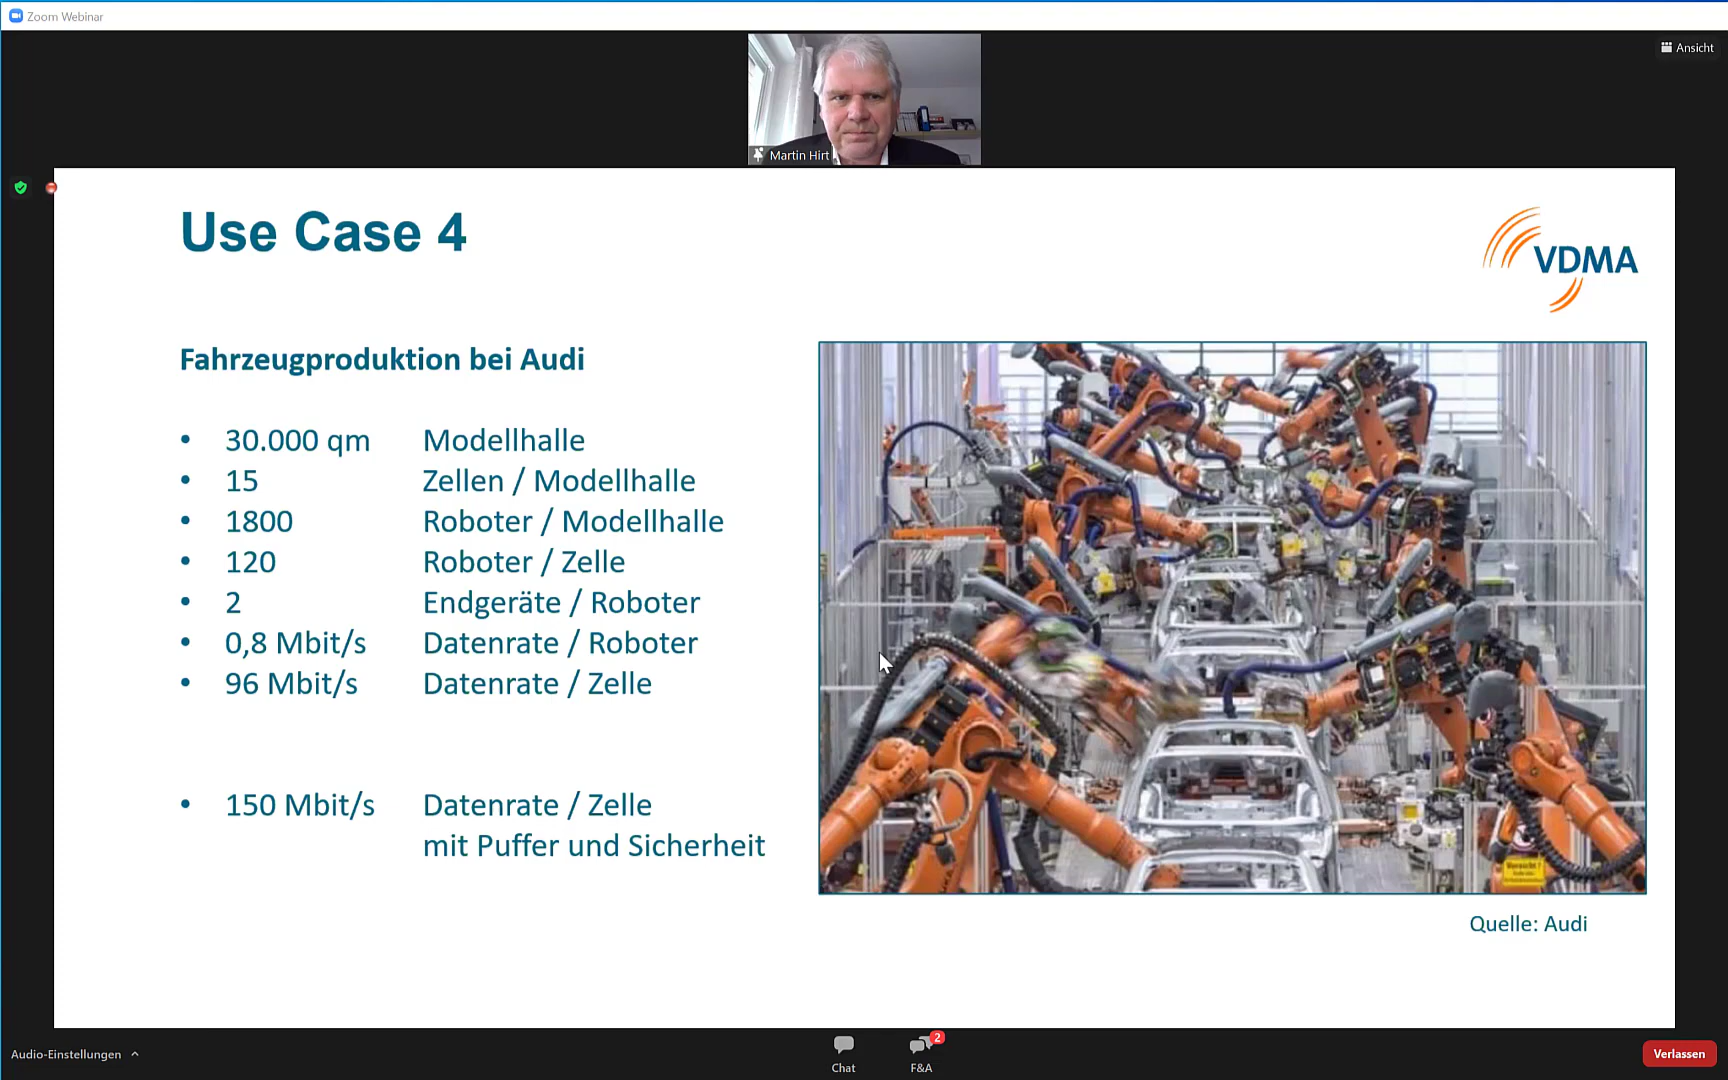 Zoom Webinar
Ansicht
Martin Hirt
Use Case 4
VDMA
Fahrzeugproduktion bei Audi
• 30.000 qm Modellhalle
• 15 Zellen / Modellhalle
• 1800 Roboter / Modellhalle
• 120 Roboter / Zelle
• 2 Endgeräte / Roboter
• 0,8 Mbit/s Datenrate / Roboter
• 96 Mbit/s Datenrate / Zelle
• 150 Mbit/s Datenrate / Zelle
mit Puffer und Sicherheit
Quelle: Audi
Audio-Einstellungen
Chat
2
F&A
Verlassen